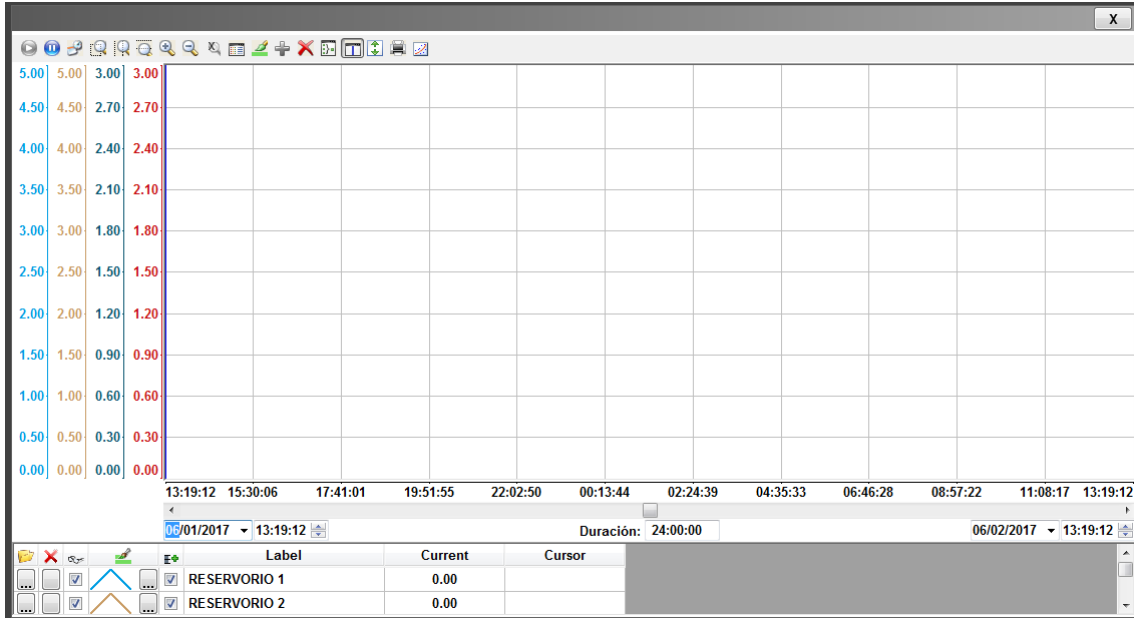 X
5.00 5.00 3.00 3.00
4.50 4.50 2.70 2.70
4.00 4.00 2.40 2.40
3.50 3.50 2.10 2.10
3.00 3.00 1.80 1.80
2.50 2.50 1.50 1.50
2.00 2.00 1.20 1.20
1.50 1.50 0.90 0.90
1.00 1.00 0.60 0.60
0.50 0.50 0.30 0.30
0.00 0.00 0.00 0.00
13:19:12 15:30:06 17:41:01 19:51:55 22:02:50 00:13:44 02:24:39 04:35:33 06:46:28 08:57:22 11:08:17 13:19:12
06/01/2017 13:19:12 Duración: 24:00:00 06/02/2017 13:19:12
Label Current Cursor
... ... RESERVORIO 1 0.00
... ... RESERVORIO 2 0.00